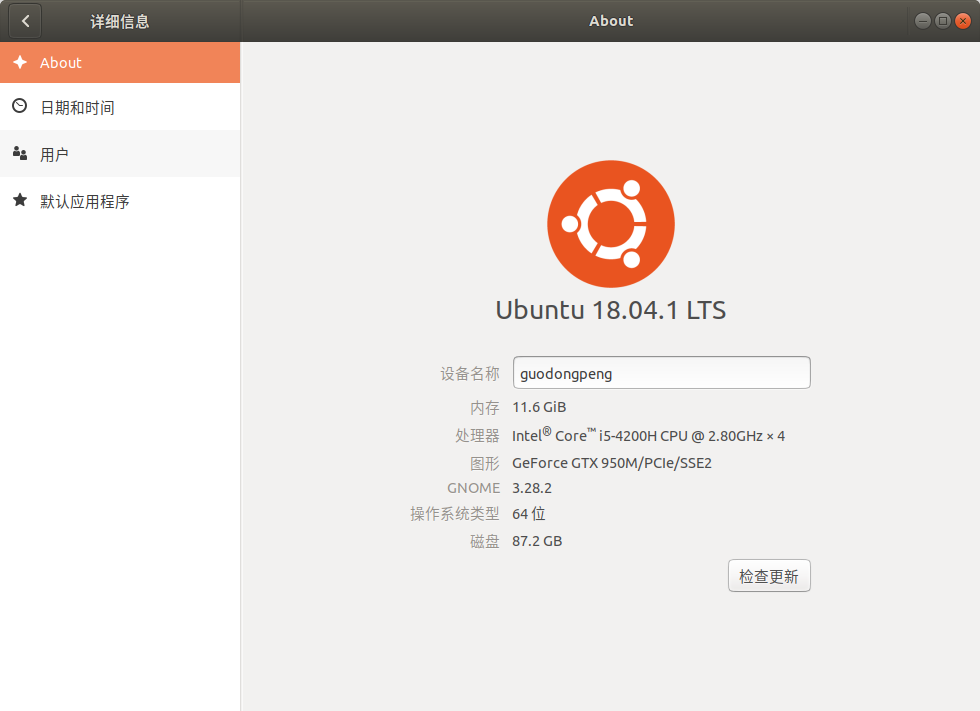 详细信息
About
About
日期和时间
用户
默认应用程序
Ubuntu 18.04.1 LTS
设备名称 guodongpeng
内存 11.6 GiB
处理器 Intel® Core™ i5-4200H CPU @ 2.80GHz × 4
图形 GeForce GTX 950M/PCIe/SSE2
GNOME 3.28.2
操作系统类型 64 位
磁盘 87.2 GB
检查更新